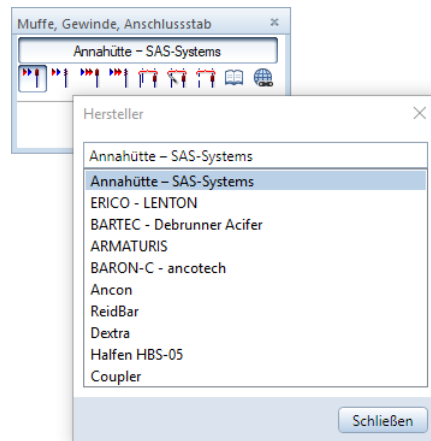 Muffe, Gewinde, Anschlussstab
Annahütte – SAS-Systems
Hersteller
Annahütte – SAS-Systems
Annahütte – SAS-Systems
ERICO - LENTON
BARTEC - Debrunner Acifer
ARMATURIS
BARON-C - ancotech
Ancon
ReidBar
Dextra
Halfen HBS-05
Coupler
Schließen